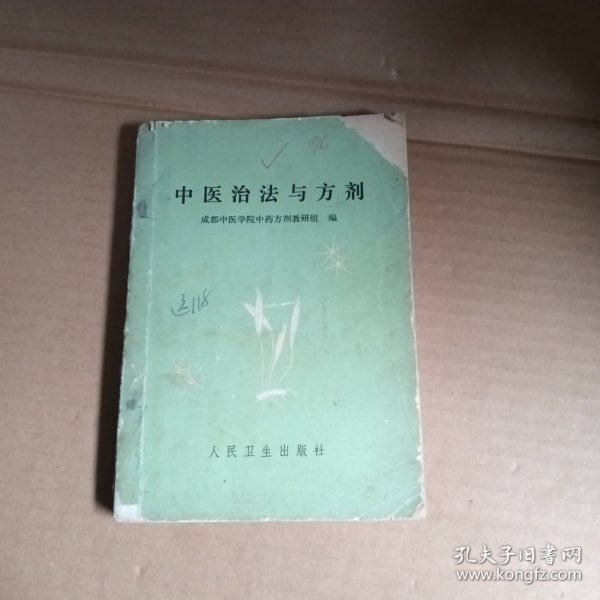 96
中医治法与方剂
成都中医学院中药方剂教研组 编
人民卫生出版社
孔夫子旧书网
www.kongfz.com